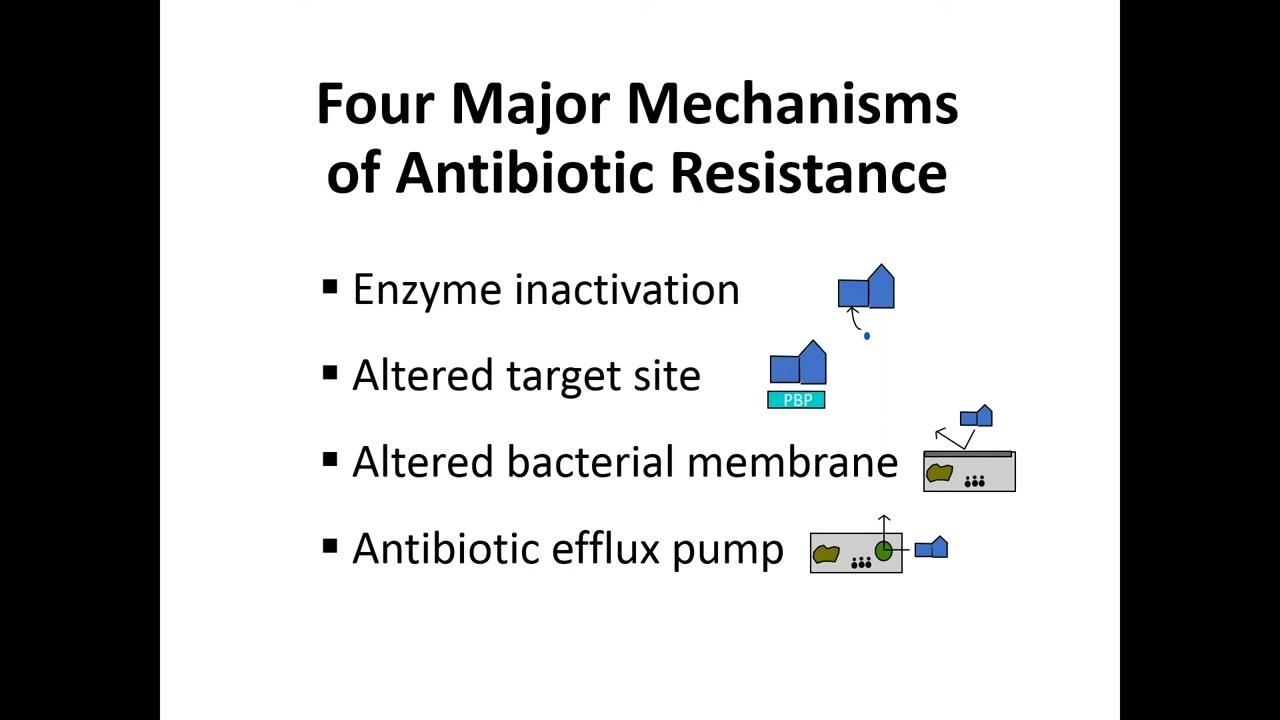 Four Major Mechanisms
of Antibiotic Resistance
▪ Enzyme inactivation
▪ Altered target site
PBP
▪ Altered bacterial membrane
▪ Antibiotic efflux pump